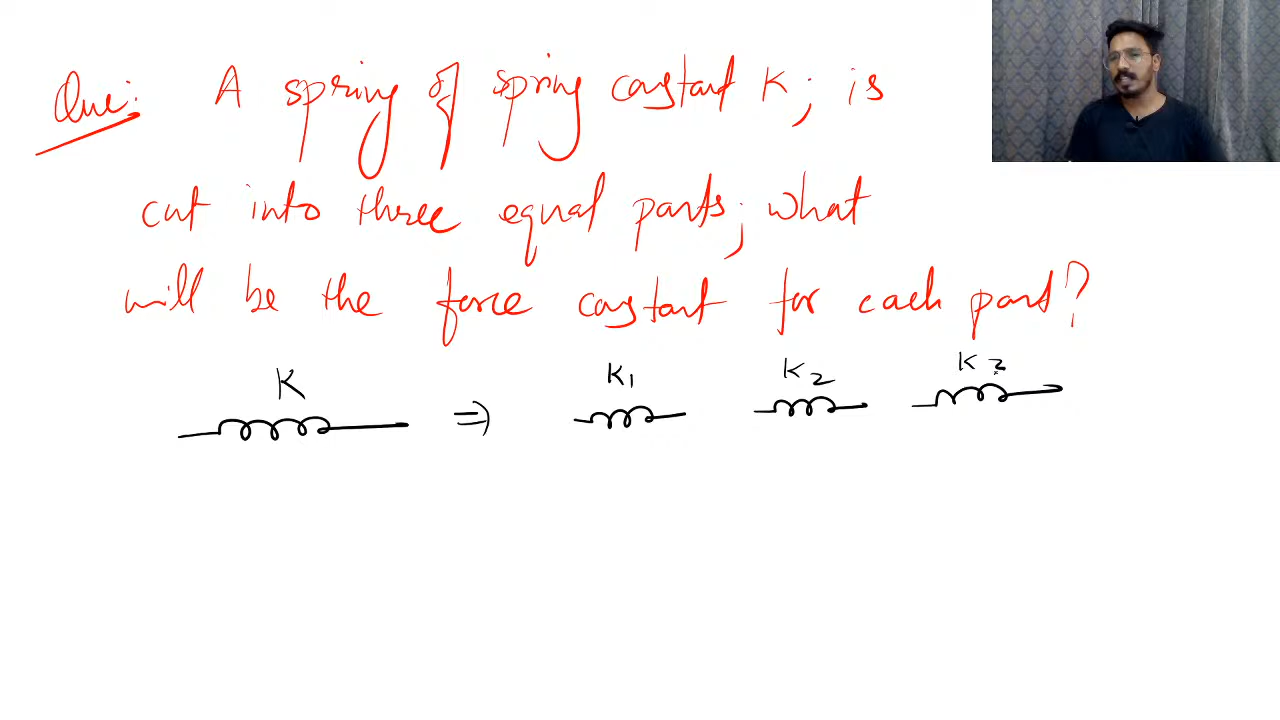 Que: A spring of spring constant K; is
cut into three equal parts; what
will be the force constant for each part?
K ⇒ K1 K2 K3